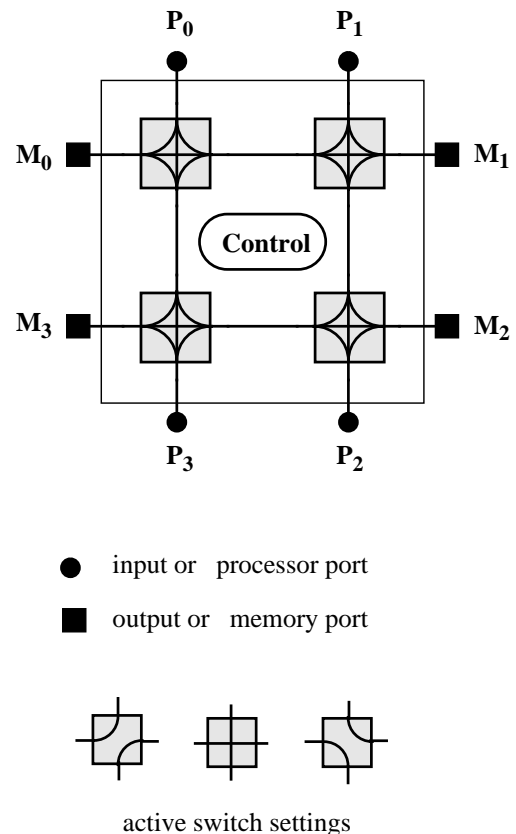 P0 P1
M0 M1
Control
M3 M2
P3 P2
input or processor port
output or memory port
active switch settings